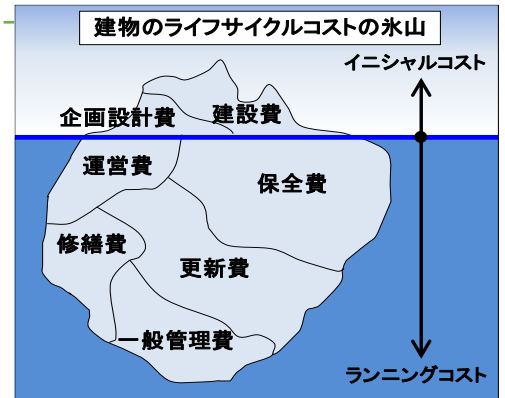 建物のライフサイクルコストの氷山
イニシャルコスト
企画設計費
建設費
運営費
保全費
修繕費
更新費
一般管理費
ランニングコスト